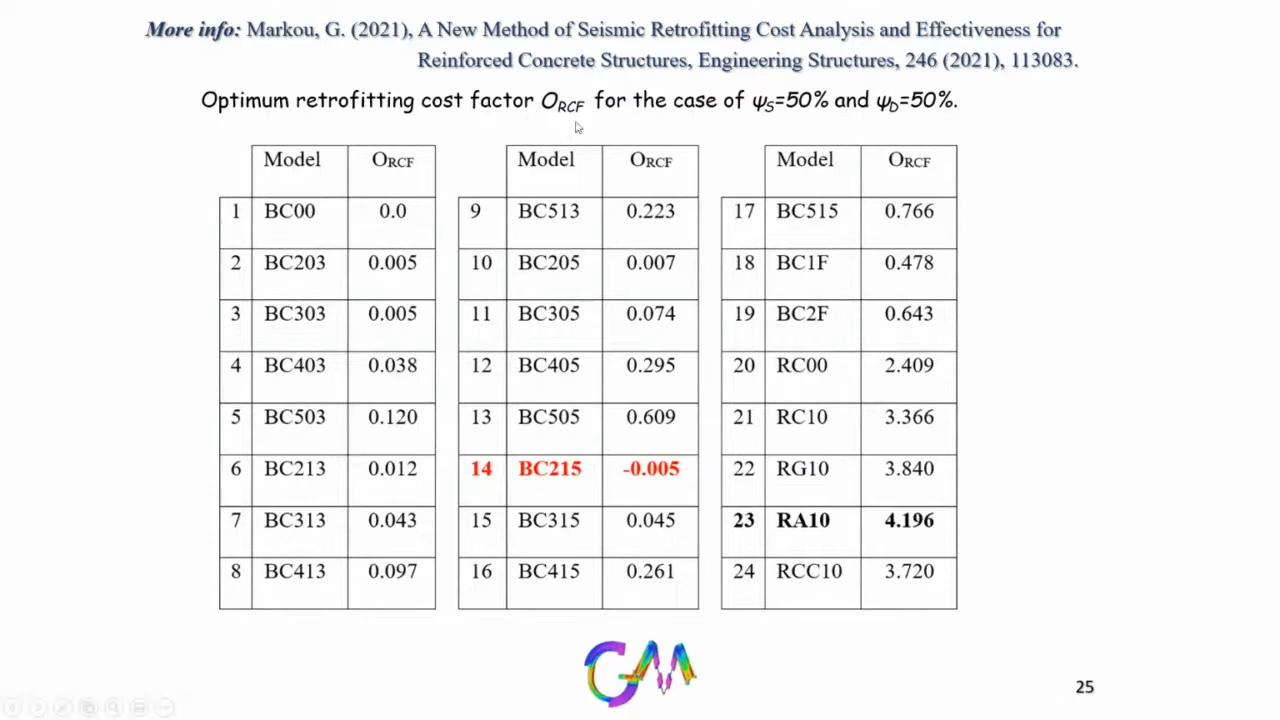 More info: Markou, G. (2021), A New Method of Seismic Retrofitting Cost Analysis and Effectiveness for
Reinforced Concrete Structures, Engineering Structures, 246 (2021), 113083.
Optimum retrofitting cost factor ORCF for the case of ψS=50% and ψD=50%.
Model ORCF
1 BC00 0.0
2 BC203 0.005
3 BC303 0.005
4 BC403 0.038
5 BC503 0.120
6 BC213 0.012
7 BC313 0.043
8 BC413 0.097
Model ORCF
9 BC513 0.223
10 BC205 0.007
11 BC305 0.074
12 BC405 0.295
13 BC505 0.609
14 BC215 -0.005
15 BC315 0.045
16 BC415 0.261
Model ORCF
17 BC515 0.766
18 BC1F 0.478
19 BC2F 0.643
20 RC00 2.409
21 RC10 3.366
22 RG10 3.840
23 RA10 4.196
24 RCC10 3.720
GM
25